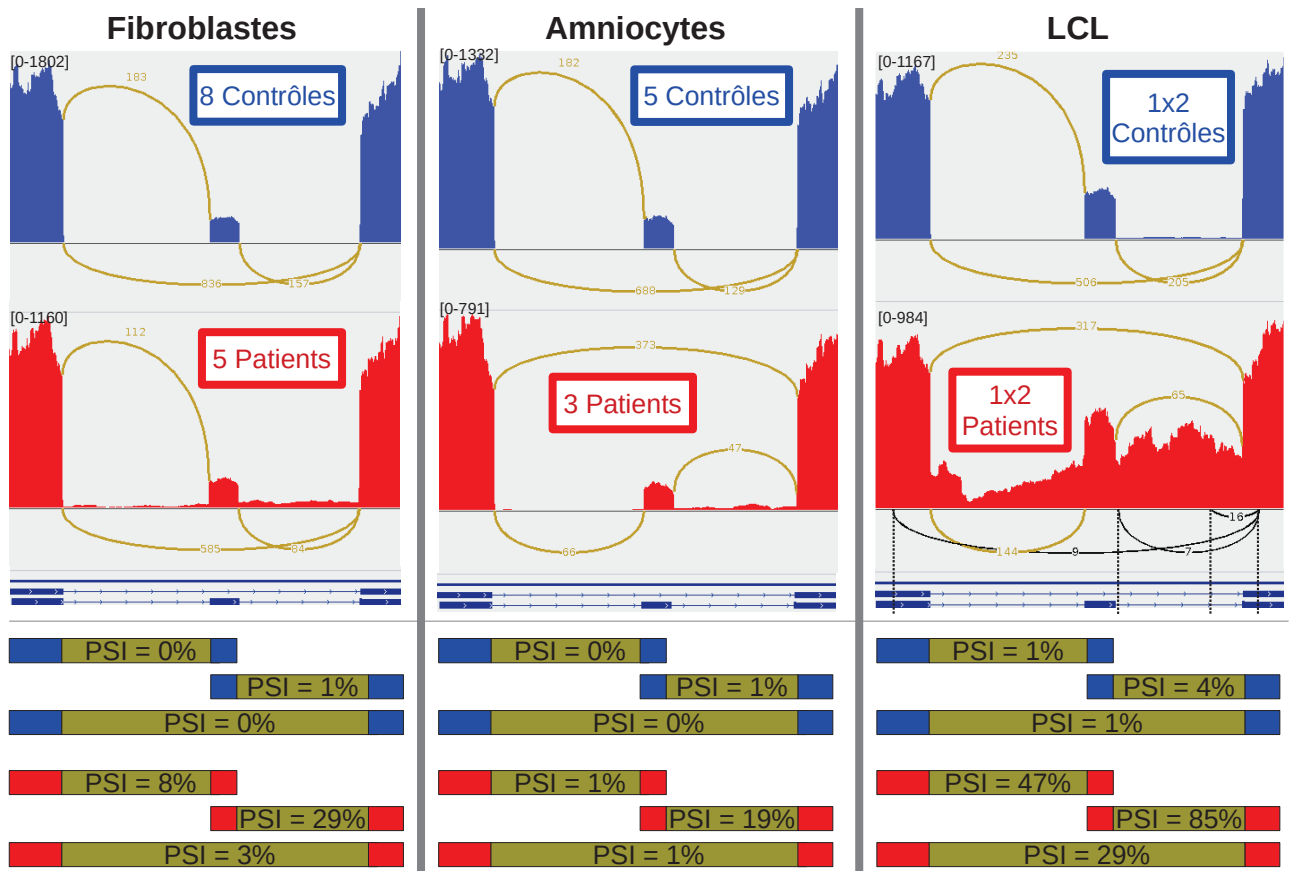 Fibroblastes
[0-1802]
183
8 Contrôles
836
157
[0-1160]
112
5 Patients
585
84
PSI = 0%
PSI = 1%
PSI = 0%
PSI = 8%
PSI = 29%
PSI = 3%
Amniocytes
[0-1332]
182
5 Contrôles
688
129
[0-791]
373
3 Patients
47
66
PSI = 0%
PSI = 1%
PSI = 0%
PSI = 1%
PSI = 19%
PSI = 1%
LCL
[0-1167]
235
1x2
Contrôles
506
205
[0-984]
317
1x2
Patients
65
16
144
9
7
PSI = 1%
PSI = 4%
PSI = 1%
PSI = 47%
PSI = 85%
PSI = 29%